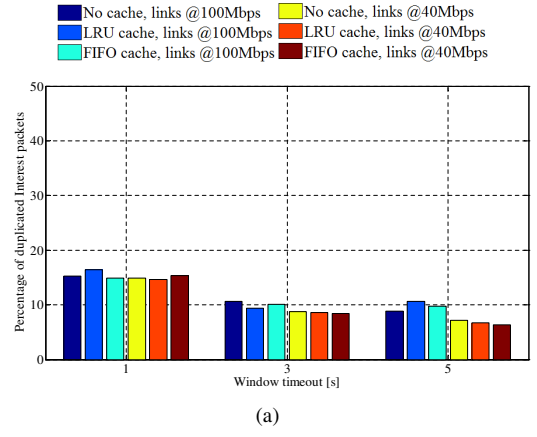 No cache, links @100Mbps No cache, links @40Mbps
LRU cache, links @100Mbps LRU cache, links @40Mbps
FIFO cache, links @100Mbps FIFO cache, links @40Mbps
Percentage of duplicated Interest packets
50
40
30
20
10
0
1 3 5
Window timeout [s]
(a)